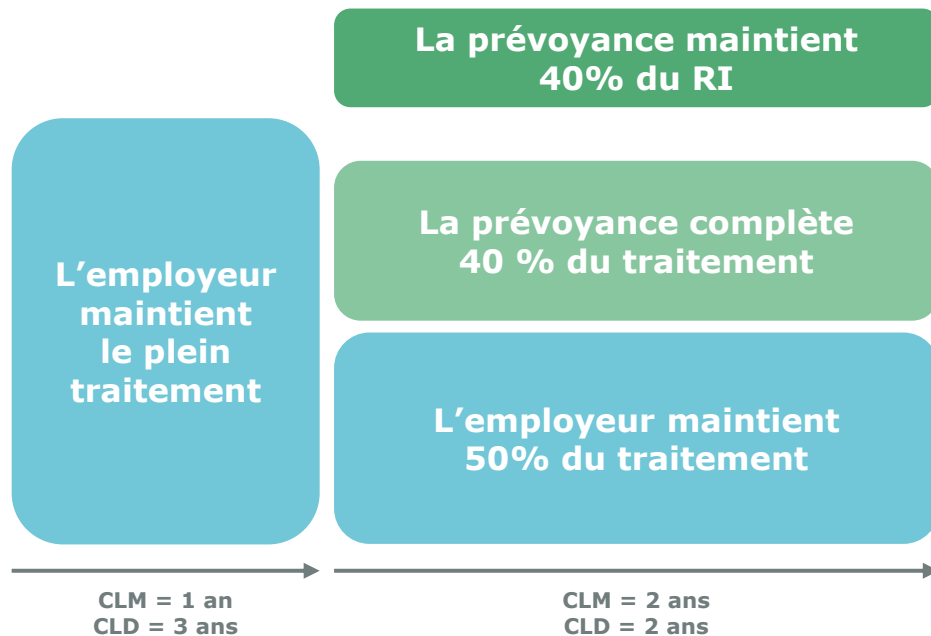 La prévoyance maintient
40% du RI
L’employeur
maintient
le plein
traitement
La prévoyance complète
40 % du traitement
L’employeur maintient
50% du traitement
CLM = 1 an
CLD = 3 ans
CLM = 2 ans
CLD = 2 ans